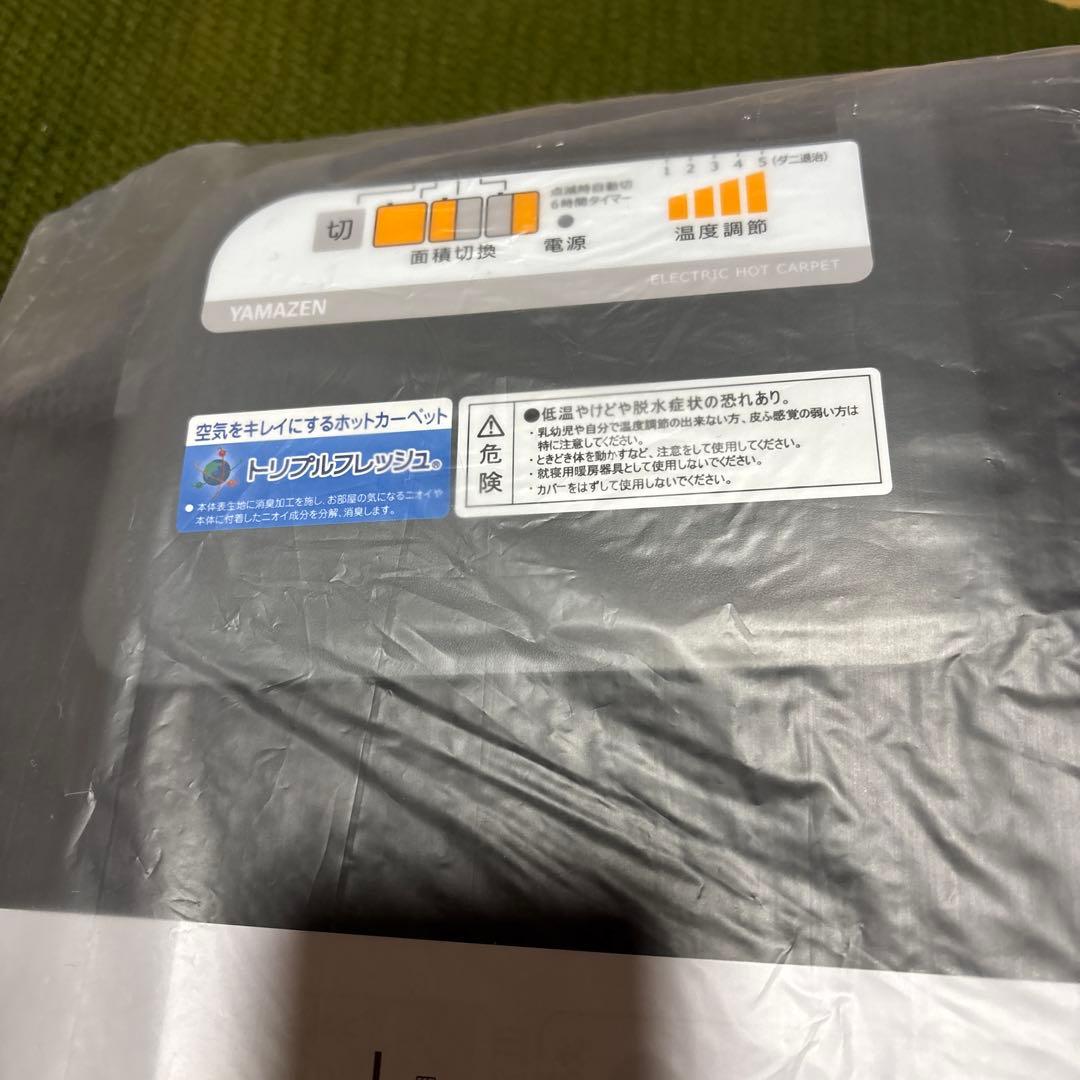 1 2 3 4 5 (ダニ退治)
切
点滅時自動切
6時間タイマー
面積切換
電源
温度調節
YAMAZEN
ELECTRIC HOT CARPET
空気をキレイにするホットカーペット
トリプルフレッシュ®
●本体表生地に消臭加工を施し、お部屋の気になるニオイや
本体に付着したニオイ成分を分解、消臭します。
危険
●低温やけどや脱水症状の恐れあり。
・乳幼児や自分で温度調節の出来ない方、皮ふ感覚の弱い方は
特に注意してください。
・ときどき体を動かすなど、注意をして使用してください。
・就寝用暖房器具として使用しないでください。
・カバーをはずして使用しないでください。